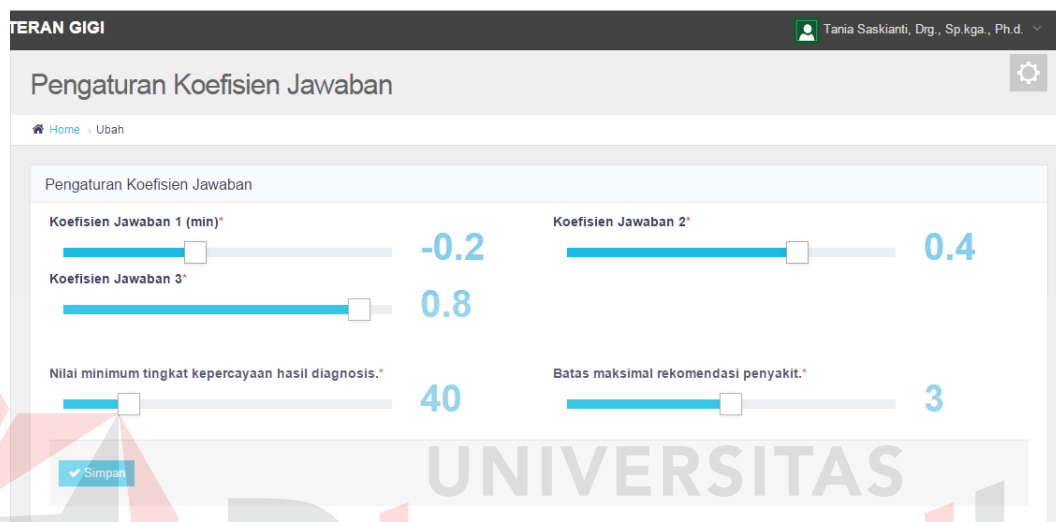 TERAN GIGI
Tania Saskianti, Drg., Sp.kga., Ph.d.
Pengaturan Koefisien Jawaban
Home › Ubah
Pengaturan Koefisien Jawaban
Koefisien Jawaban 1 (min)*
-0.2
Koefisien Jawaban 2*
0.4
Koefisien Jawaban 3*
0.8
Nilai minimum tingkat kepercayaan hasil diagnosis.*
40
Batas maksimal rekomendasi penyakit.*
3
Simpan
UNIVERSITAS